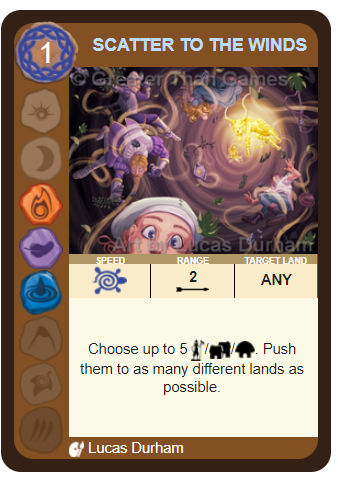 1
SCATTER TO THE WINDS
© Greater Than Games
Art by Lucas Durham
SPEED RANGE TARGET LAND
2 ANY
Choose up to 5 / / . Push
them to as many different lands as
possible.
Lucas Durham